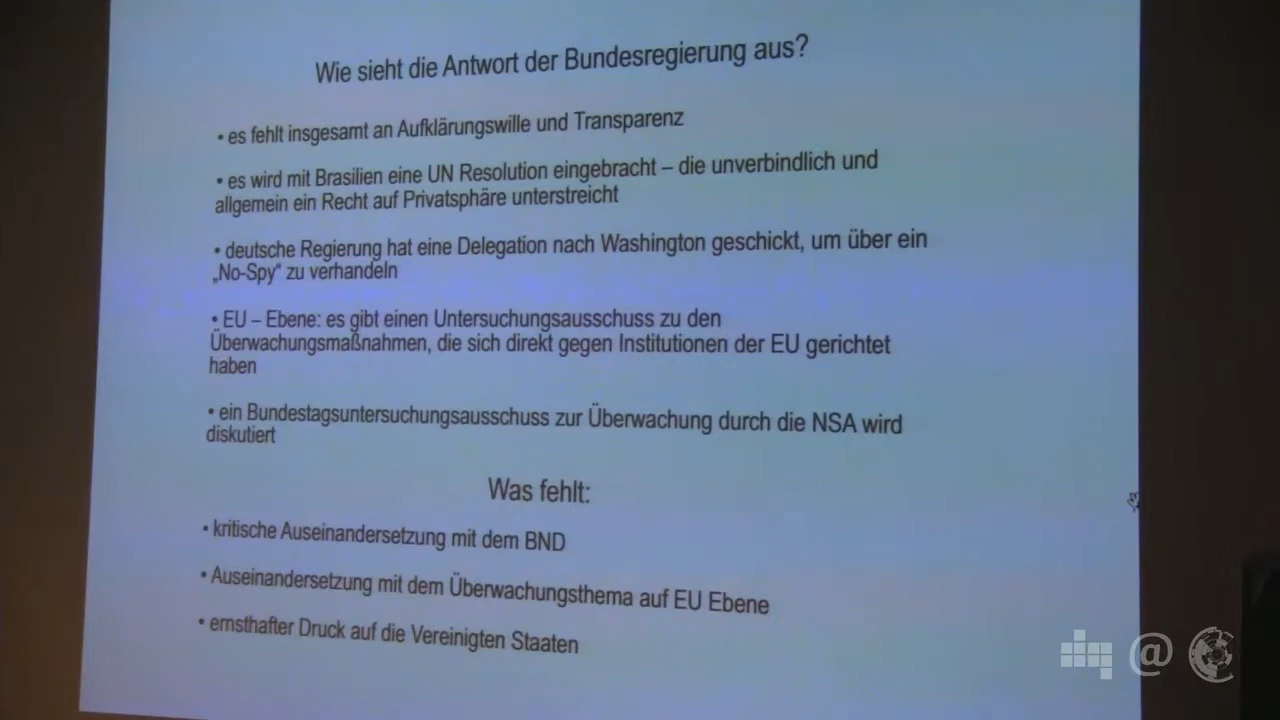 Wie sieht die Antwort der Bundesregierung aus?
• es fehlt insgesamt an Aufklärungswille und Transparenz
• es wird mit Brasilien eine UN Resolution eingebracht – die unverbindlich und
allgemein ein Recht auf Privatsphäre unterstreicht
• deutsche Regierung hat eine Delegation nach Washington geschickt, um über ein
„No-Spy“ zu verhandeln
• EU – Ebene: es gibt einen Untersuchungsausschuss zu den
Überwachungsmaßnahmen, die sich direkt gegen Institutionen der EU gerichtet
haben
• ein Bundestagsuntersuchungsausschuss zur Überwachung durch die NSA wird
diskutiert
Was fehlt:
• kritische Auseinandersetzung mit dem BND
• Auseinandersetzung mit dem Überwachungsthema auf EU Ebene
• ernsthafter Druck auf die Vereinigten Staaten
@